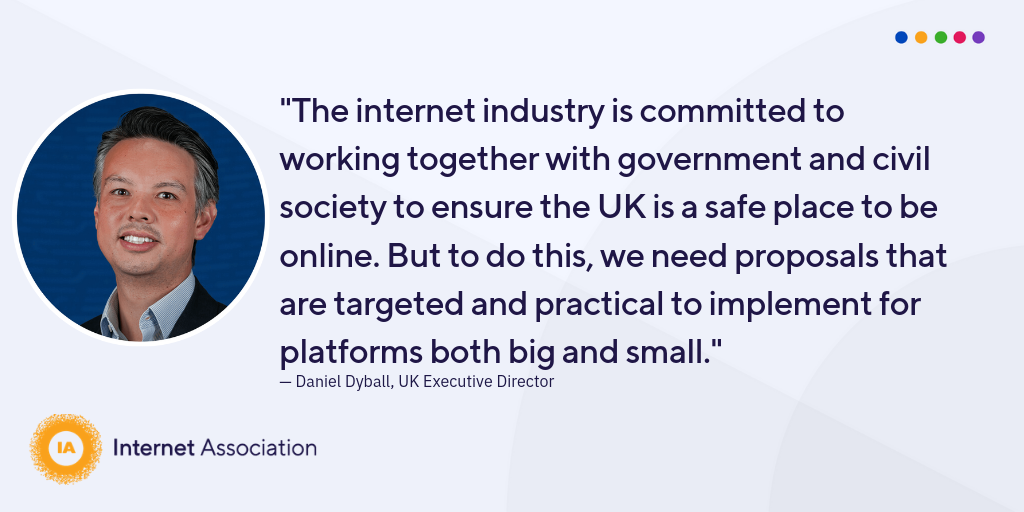 "The internet industry is committed to
working together with government and civil
society to ensure the UK is a safe place to be
online. But to do this, we need proposals that
are targeted and practical to implement for
platforms both big and small."
— Daniel Dyball, UK Executive Director
IA
Internet Association